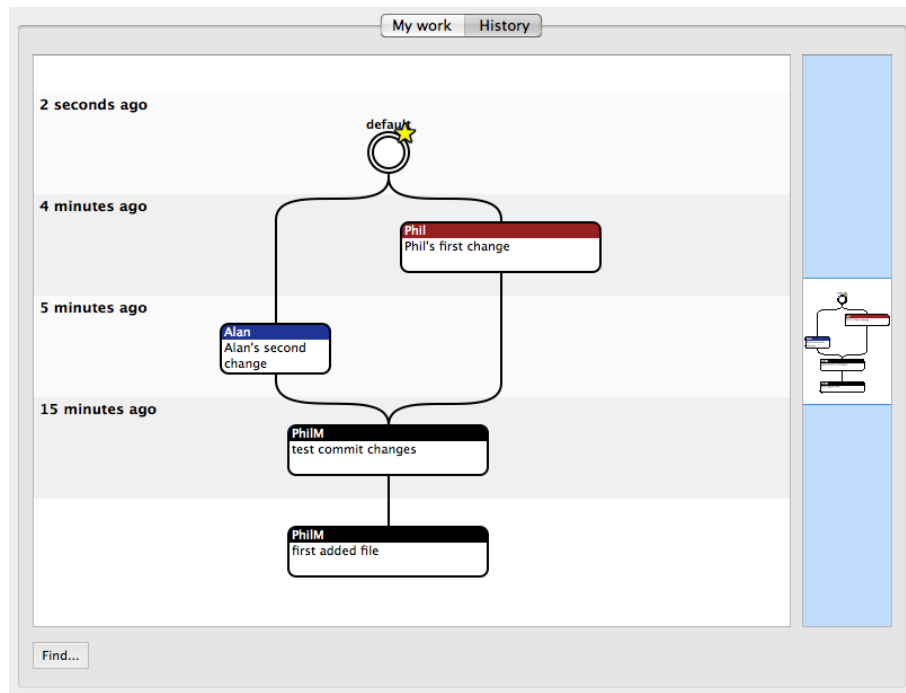 My work History
2 seconds ago
default
4 minutes ago
Phil
Phil's first change
5 minutes ago
Alan
Alan's second
change
15 minutes ago
PhilM
test commit changes
PhilM
first added file
Find...